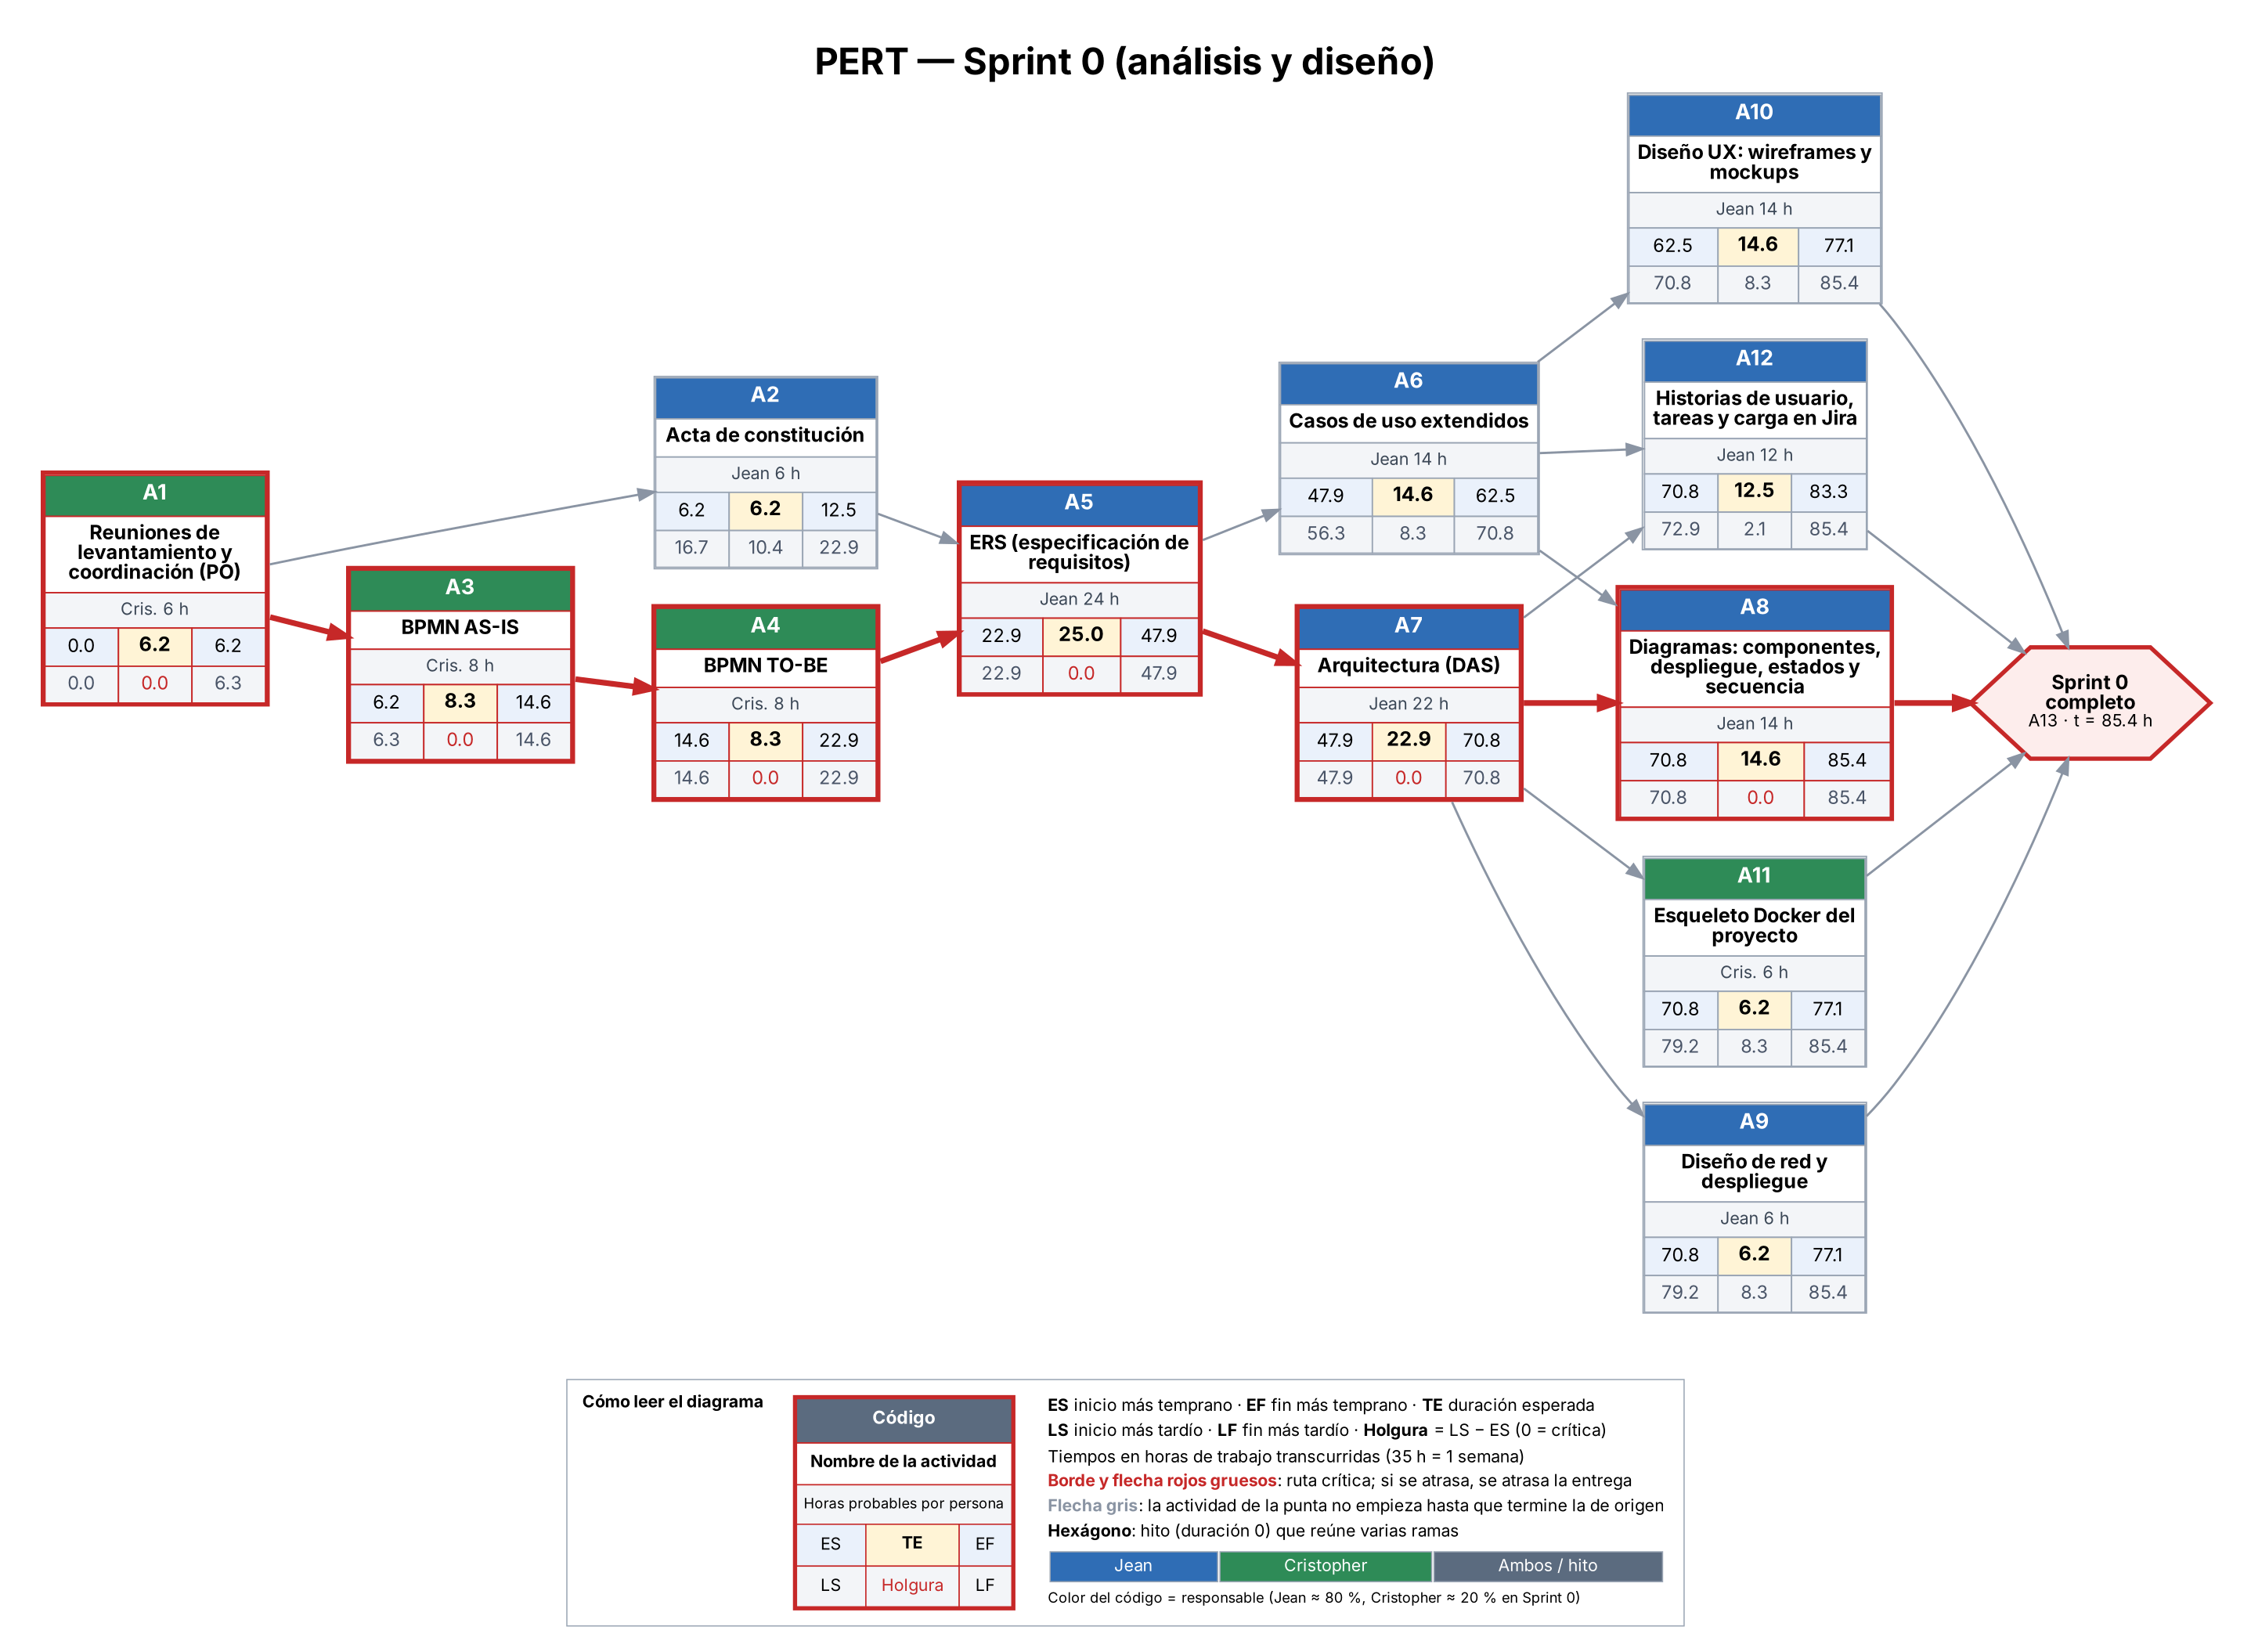 PERT — Sprint 0 (análisis y diseño)
A1
Reuniones de
levantamiento y
coordinación (PO)
Cris. 6 h
0.0 6.2 6.2
0.0 0.0 6.3
A3
BPMN AS-IS
Cris. 8 h
6.2 8.3 14.6
6.3 0.0 14.6
A2
Acta de constitución
Jean 6 h
6.2 6.2 12.5
16.7 10.4 22.9
A4
BPMN TO-BE
Cris. 8 h
14.6 8.3 22.9
14.6 0.0 22.9
A5
ERS (especificación de
requisitos)
Jean 24 h
22.9 25.0 47.9
22.9 0.0 47.9
A6
Casos de uso extendidos
Jean 14 h
47.9 14.6 62.5
56.3 8.3 70.8
A7
Arquitectura (DAS)
Jean 22 h
47.9 22.9 70.8
47.9 0.0 70.8
A10
Diseño UX: wireframes y
mockups
Jean 14 h
62.5 14.6 77.1
70.8 8.3 85.4
A12
Historias de usuario,
tareas y carga en Jira
Jean 12 h
70.8 12.5 83.3
72.9 2.1 85.4
A8
Diagramas: componentes,
despliegue, estados y
secuencia
Jean 14 h
70.8 14.6 85.4
70.8 0.0 85.4
A11
Esqueleto Docker del
proyecto
Cris. 6 h
70.8 6.2 77.1
79.2 8.3 85.4
A9
Diseño de red y
despliegue
Jean 6 h
70.8 6.2 77.1
79.2 8.3 85.4
Sprint 0
completo
A13 · t = 85.4 h
Cómo leer el diagrama
Código
Nombre de la actividad
Horas probables por persona
ES TE EF
LS Holgura LF
ES inicio más temprano · EF fin más temprano · TE duración esperada
LS inicio más tardío · LF fin más tardío · Holgura = LS − ES (0 = crítica)
Tiempos en horas de trabajo transcurridas (35 h = 1 semana)
Borde y flecha rojos gruesos: ruta crítica; si se atrasa, se atrasa la entrega
Flecha gris: la actividad de la punta no empieza hasta que termine la de origen
Hexágono: hito (duración 0) que reúne varias ramas
Jean Cristopher Ambos / hito
Color del código = responsable (Jean ≈ 80 %, Cristopher ≈ 20 % en Sprint 0)